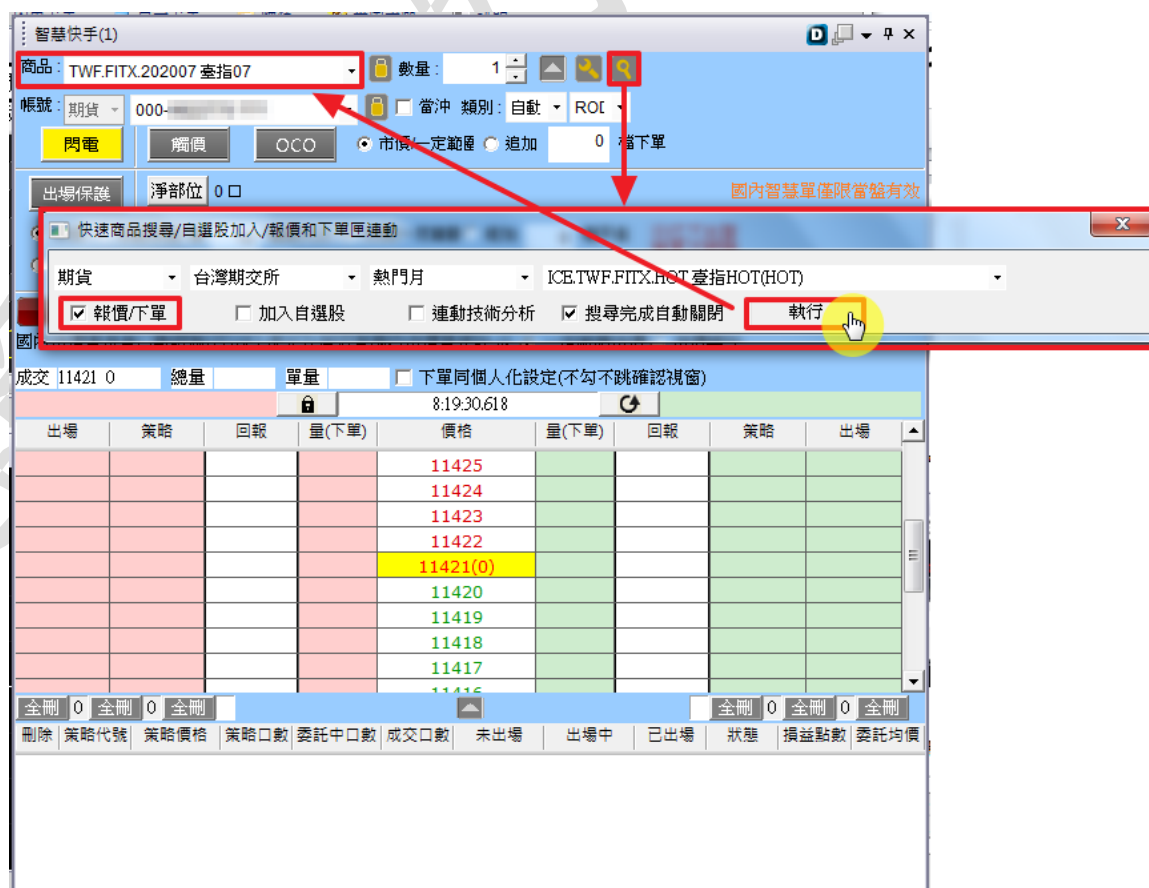 智慧快手(1)
商品： TWF.FITX.202007 臺指07 數量： 1
帳號： 期貨 000- 當沖 類別： 自動 ROI
閃電 觸價 OCO 市價/一定範圍 追加 0 檔下單
出場保護 淨部位 0 口 國內智慧單僅限當盤有效
快速商品搜尋/自選股加入/報價和下單匣連動 X
期貨 台灣期交所 熱門月 ICE.TWF.FITX.HOT 臺指HOT(HOT)
報價/下單 加入自選股 連動技術分析 搜尋完成自動關閉 執行
成交 11421 0 總量 單量 下單同個人化設定(不勾不跳確認視窗)
8:19:30.618
出場 策略 回報 量(下單) 價格 量(下單) 回報 策略 出場
11425
11424
11423
11422
11421(0)
11420
11419
11418
11417
11416
全刪 0 全刪 0 全刪 全刪 0 全刪 0 全刪
刪除 策略代號 策略價格 策略口數 委託中口數 成交口數 未出場 出場中 已出場 狀態 損益點數 委託均價